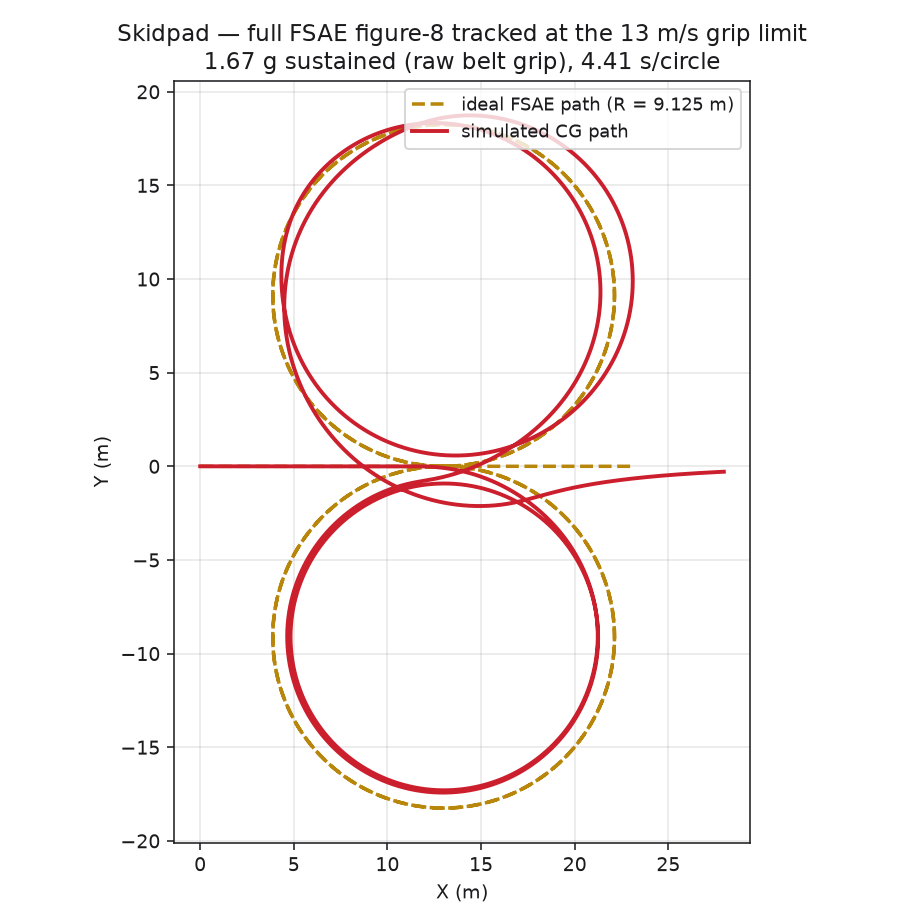 Skidpad — full FSAE figure-8 tracked at the 13 m/s grip limit
1.67 g sustained (raw belt grip), 4.41 s/circle
ideal FSAE path (R = 9.125 m)
simulated CG path
20
15
10
5
0
−5
−10
−15
−20
Y (m)
0 5 10 15 20 25
X (m)